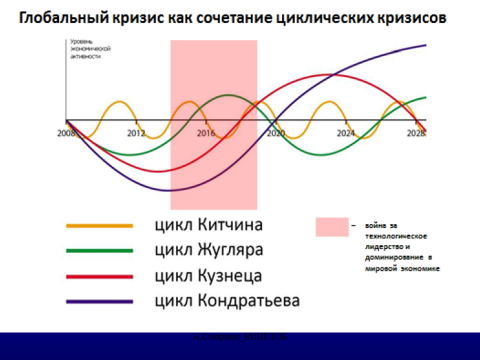 Глобальный кризис как сочетание циклических кризисов
Уровень
экономической
активности
2008 2012 2016 2020 2024 2028
цикл Китчина
цикл Жугляра
цикл Кузнеца
цикл Кондратьева
– война за
технологическое
лидерство и
доминирование в
мировой экономике